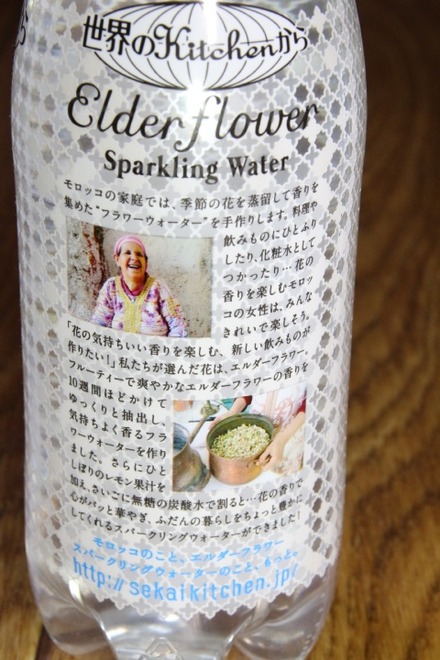 世界のKitchenから
Elderflower
Sparkling Water
モロッコの家庭では、季節の花を蒸留して香りを
集めた“フラワーウォーター”を手作りします。料理や
飲みものにひとふり
したり、化粧水として
つかったり…花の
香りを楽しむモロッ
コの女性は、みんな
きれいで楽しそう。
「花の気持ちいい香りを楽しむ、新しい飲みものが
作りたい！」私たちが選んだ花は、エルダーフラワー。
フルーティーで爽やかなエルダーフラワーの香りを
10週間ほどかけて
ゆっくりと抽出し、
気持ちよく香るフラ
ワーウォーターを作り
ました。さらにひと
しぼりのレモン果汁を
加え、さいごに無糖の炭酸水で割ると…花の香りで
心がパッと華やぎ、ふだんの暮らしをちょっと豊かに
してくれるスパークリングウォーターができました！
モロッコのこと、エルダーフラワー
スパークリングウォーターのこと、もっと。
http://sekaikitchen.jp/